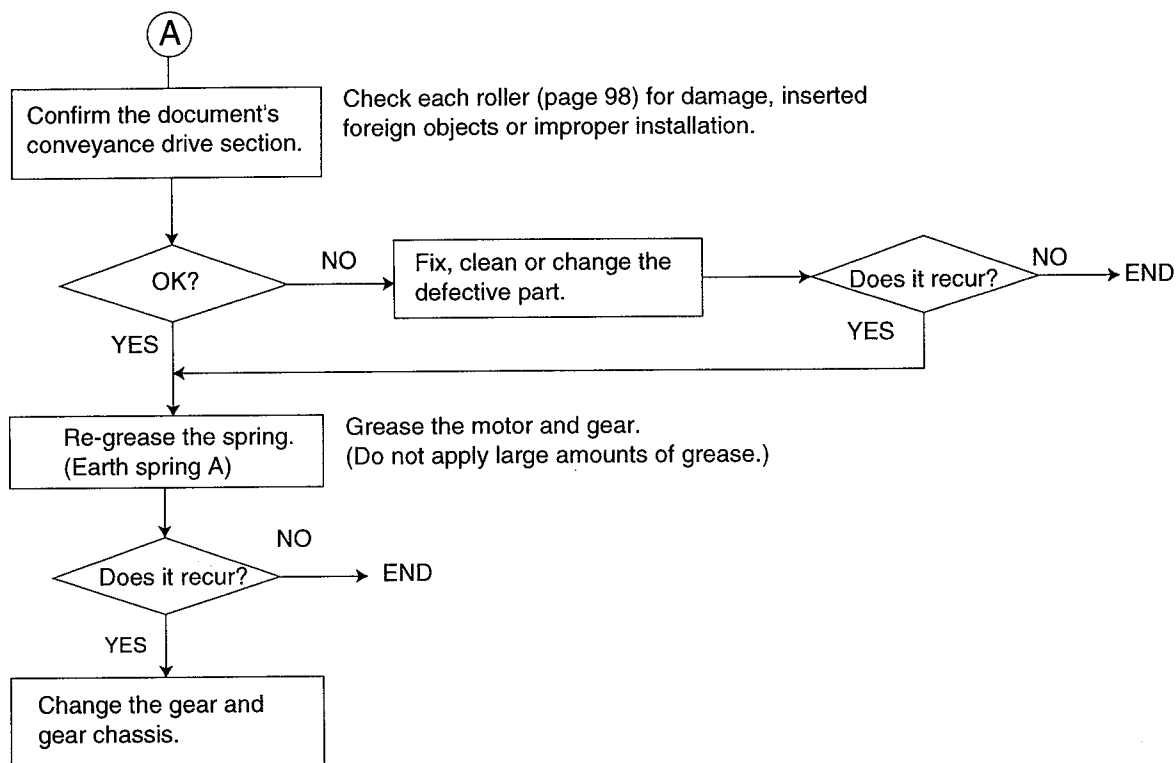 A
Confirm the document's
conveyance drive section.
Check each roller (page 98) for damage, inserted
foreign objects or improper installation.
OK?
NO
Fix, clean or change the
defective part.
Does it recur?
NO
END
YES
YES
Re-grease the spring.
(Earth spring A)
Grease the motor and gear.
(Do not apply large amounts of grease.)
Does it recur?
NO
END
YES
Change the gear and
gear chassis.